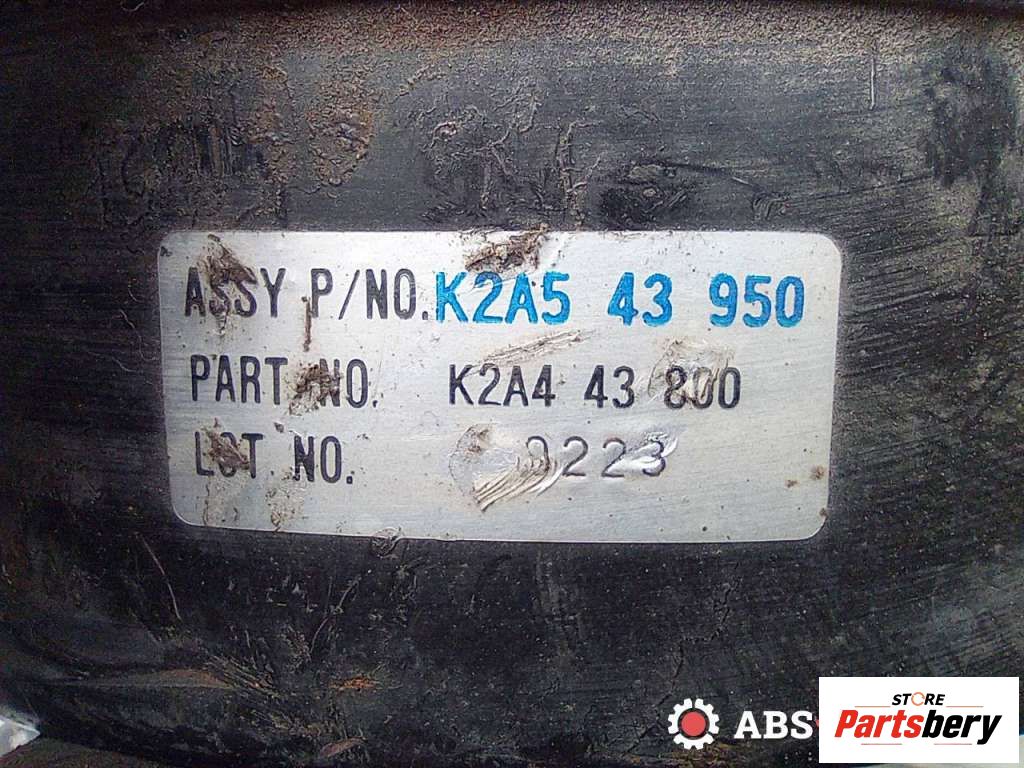 ASSY P/NO. K2A5 43 950
PART NO. K2A4 43 800
LOT NO.
ABS
STORE
Partsbery